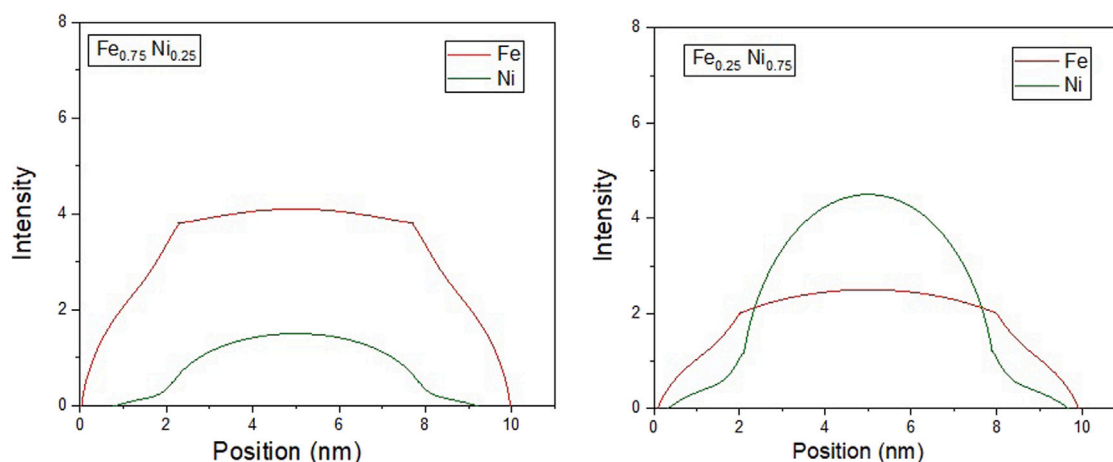 Fe0.75 Ni0.25
Fe
Ni
8
6
4
2
0
Intensity
0 2 4 6 8 10
Position (nm)
Fe0.25 Ni0.75
Fe
Ni
8
6
4
2
0
Intensity
0 2 4 6 8 10
Position (nm)